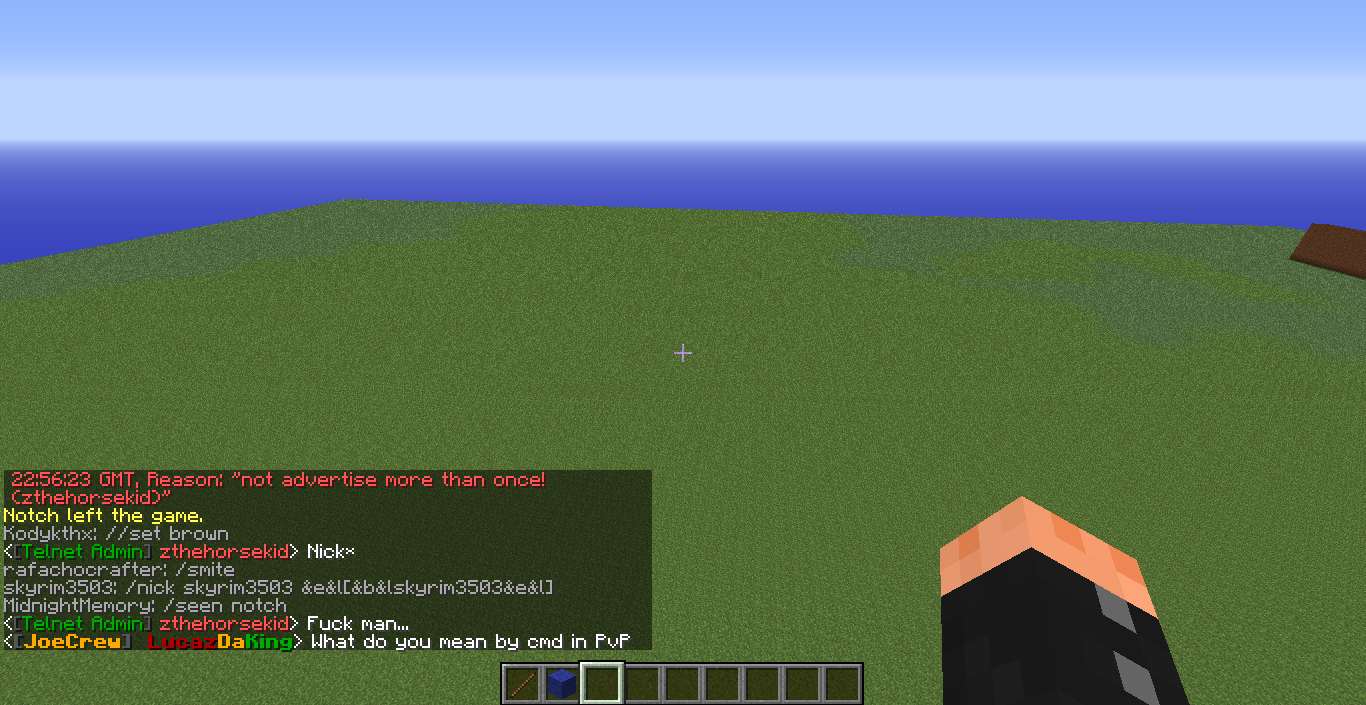 22:56:23 GMT, Reason: "not advertise more than once!
(zthehorsekid)"
Notch left the game.
Kodykthx: //set brown
<[Telnet Admin] zthehorsekid> Nick*
rafachocrafter: /smite
skyrim3503: /nick skyrim3503 &e&l[&b&lskyrim3503&e&l]
MidnightMemory: /seen notch
<[Telnet Admin] zthehorsekid> Fuck man...
<[JoeCrew] LucazDaKing> What do you mean by cmd in PvP